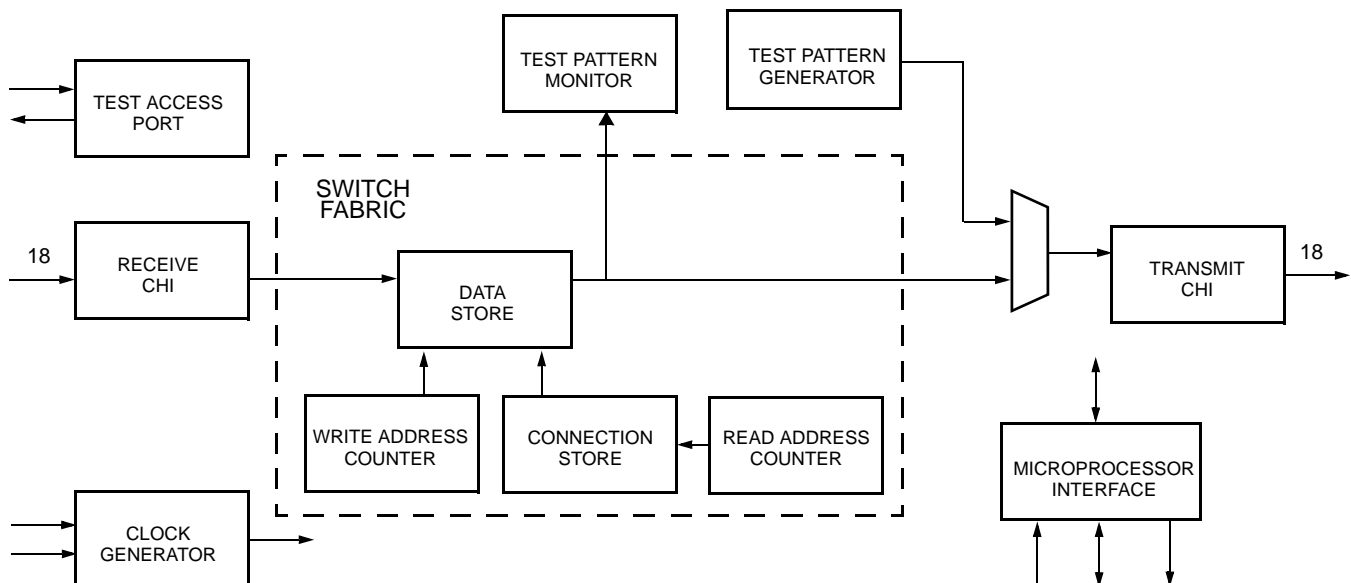 TEST PATTERN
MONITOR
TEST PATTERN
GENERATOR
TEST ACCESS
PORT
SWITCH
FABRIC
18
RECEIVE
CHI
DATA
STORE
TRANSMIT
CHI
18
WRITE ADDRESS
COUNTER
CONNECTION
STORE
READ ADDRESS
COUNTER
MICROPROCESSOR
INTERFACE
CLOCK
GENERATOR